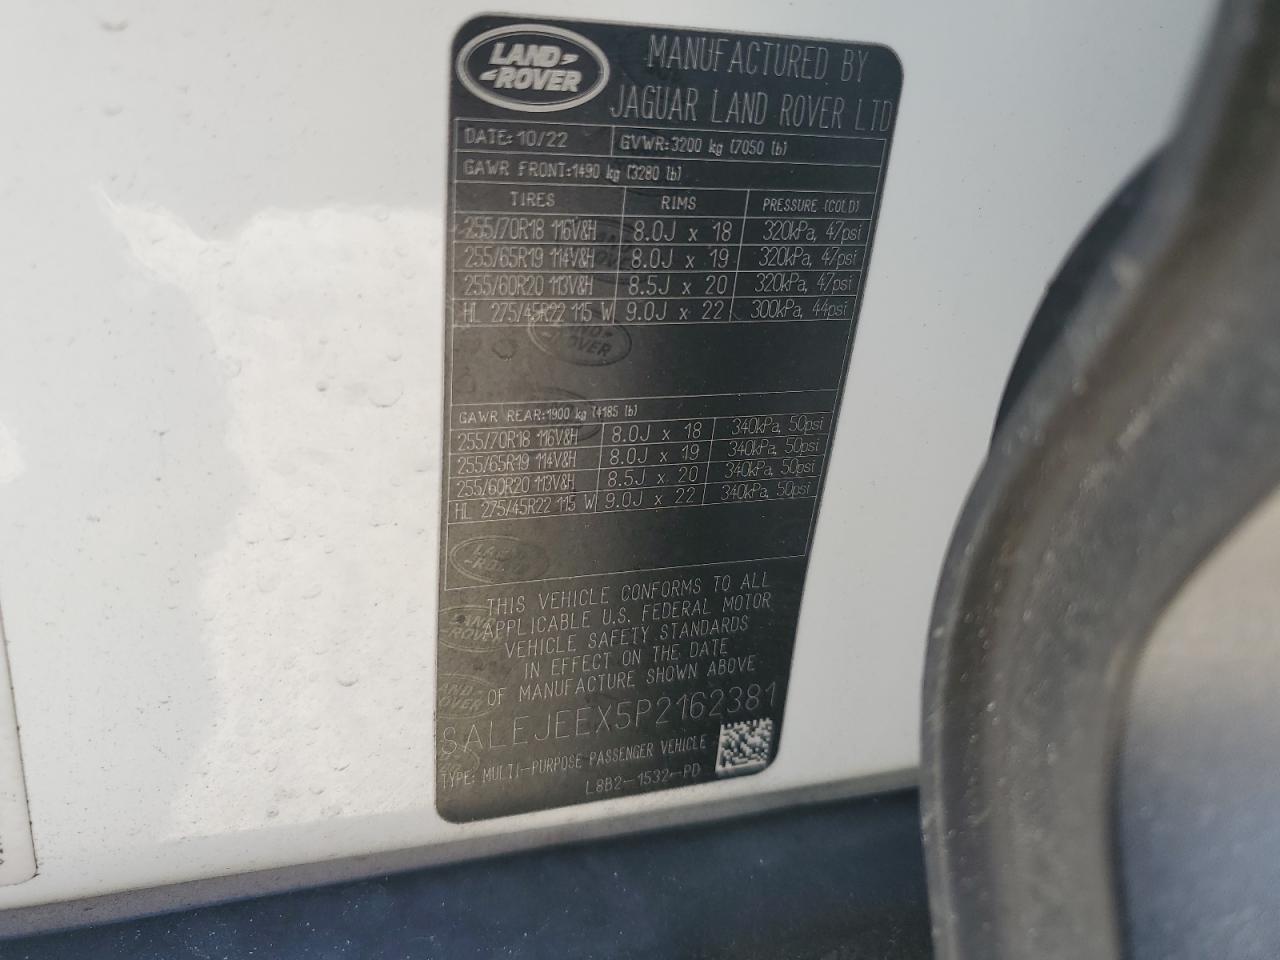 LAND ROVER
MANUFACTURED BY
JAGUAR LAND ROVER LTD
DATE: 10/22 GVWR:3200 kg (7050 lb)
GAWR FRONT:1490 kg (3280 lb)
TIRES RIMS PRESSURE (COLD)
255/70R18 116V&H 8.0J x 18 320kPa, 47psi
255/65R19 114V&H 8.0J x 19 320kPa, 47psi
255/60R20 113V&H 8.5J x 20 320kPa, 47psi
HL 275/45R22 115 W 9.0J x 22 300kPa, 44psi
GAWR REAR:1900 kg (4185 lb)
255/70R18 116V&H 8.0J x 18 340kPa, 50psi
255/65R19 114V&H 8.0J x 19 340kPa, 50psi
255/60R20 113V&H 8.5J x 20 340kPa, 50psi
HL 275/45R22 115 W 9.0J x 22 340kPa, 50psi
THIS VEHICLE CONFORMS TO ALL
APPLICABLE U.S. FEDERAL MOTOR
VEHICLE SAFETY STANDARDS
IN EFFECT ON THE DATE
OF MANUFACTURE SHOWN ABOVE
SALEJEEX5P2162381
TYPE: MULTI-PURPOSE PASSENGER VEHICLE
L8B2-1532-PD